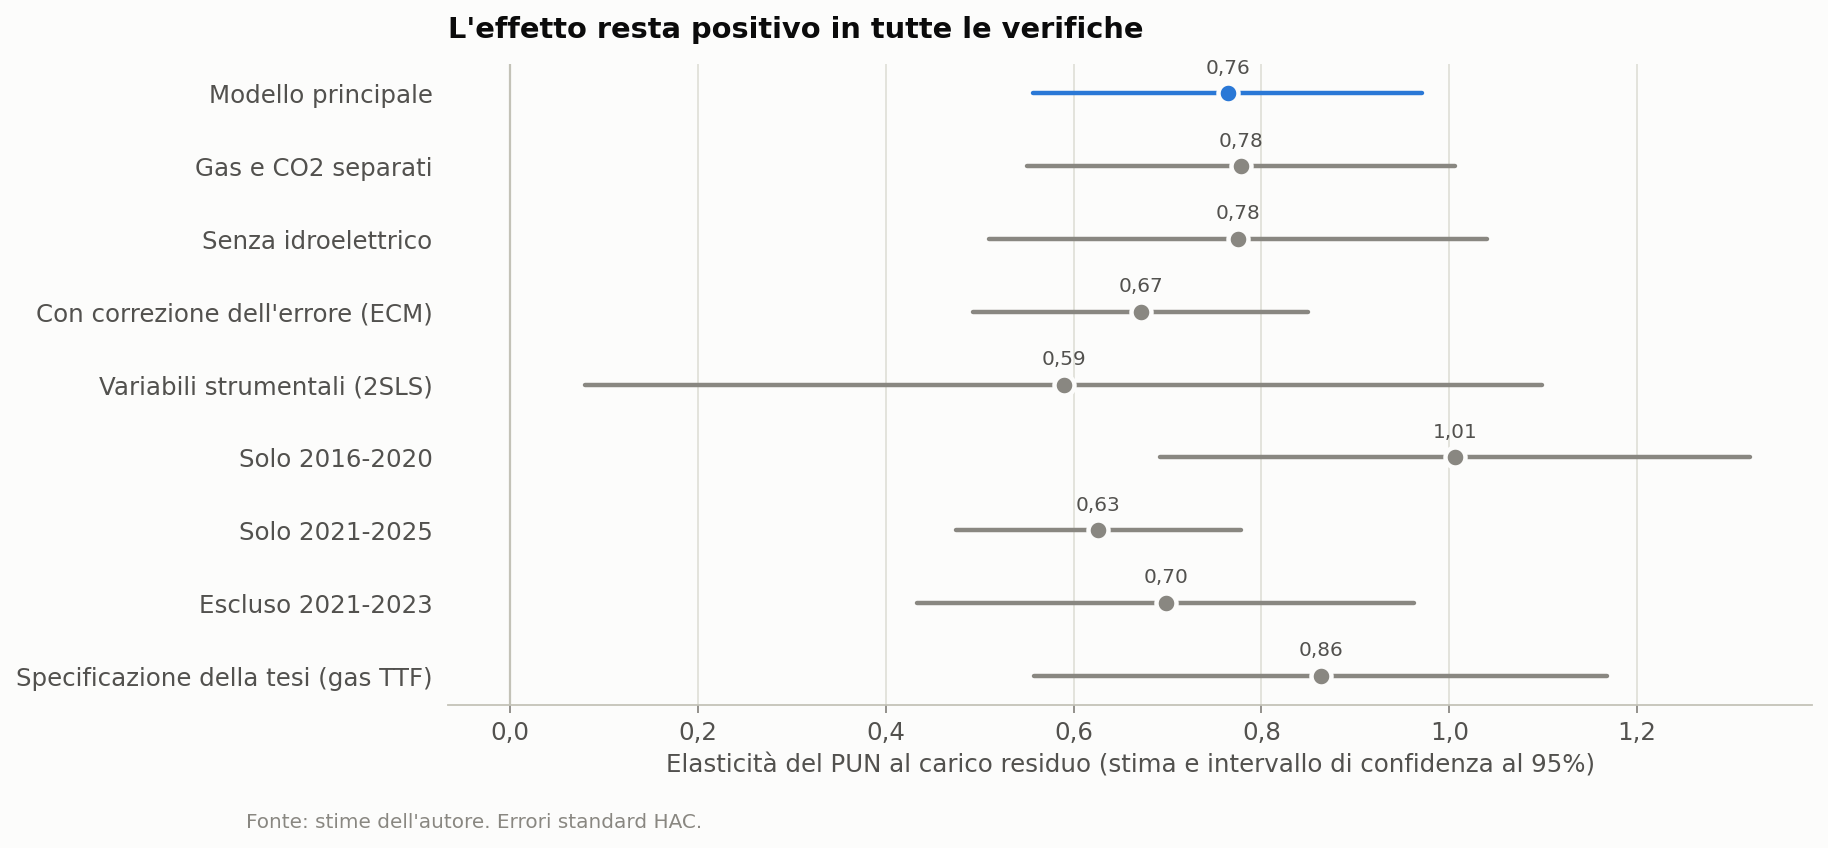 L'effetto resta positivo in tutte le verifiche
Modello principale
0,76
Gas e CO2 separati
0,78
Senza idroelettrico
0,78
Con correzione dell'errore (ECM)
0,67
Variabili strumentali (2SLS)
0,59
Solo 2016-2020
1,01
Solo 2021-2025
0,63
Escluso 2021-2023
0,70
Specificazione della tesi (gas TTF)
0,86
0,0 0,2 0,4 0,6 0,8 1,0 1,2
Elasticità del PUN al carico residuo (stima e intervallo di confidenza al 95%)
Fonte: stime dell'autore. Errori standard HAC.